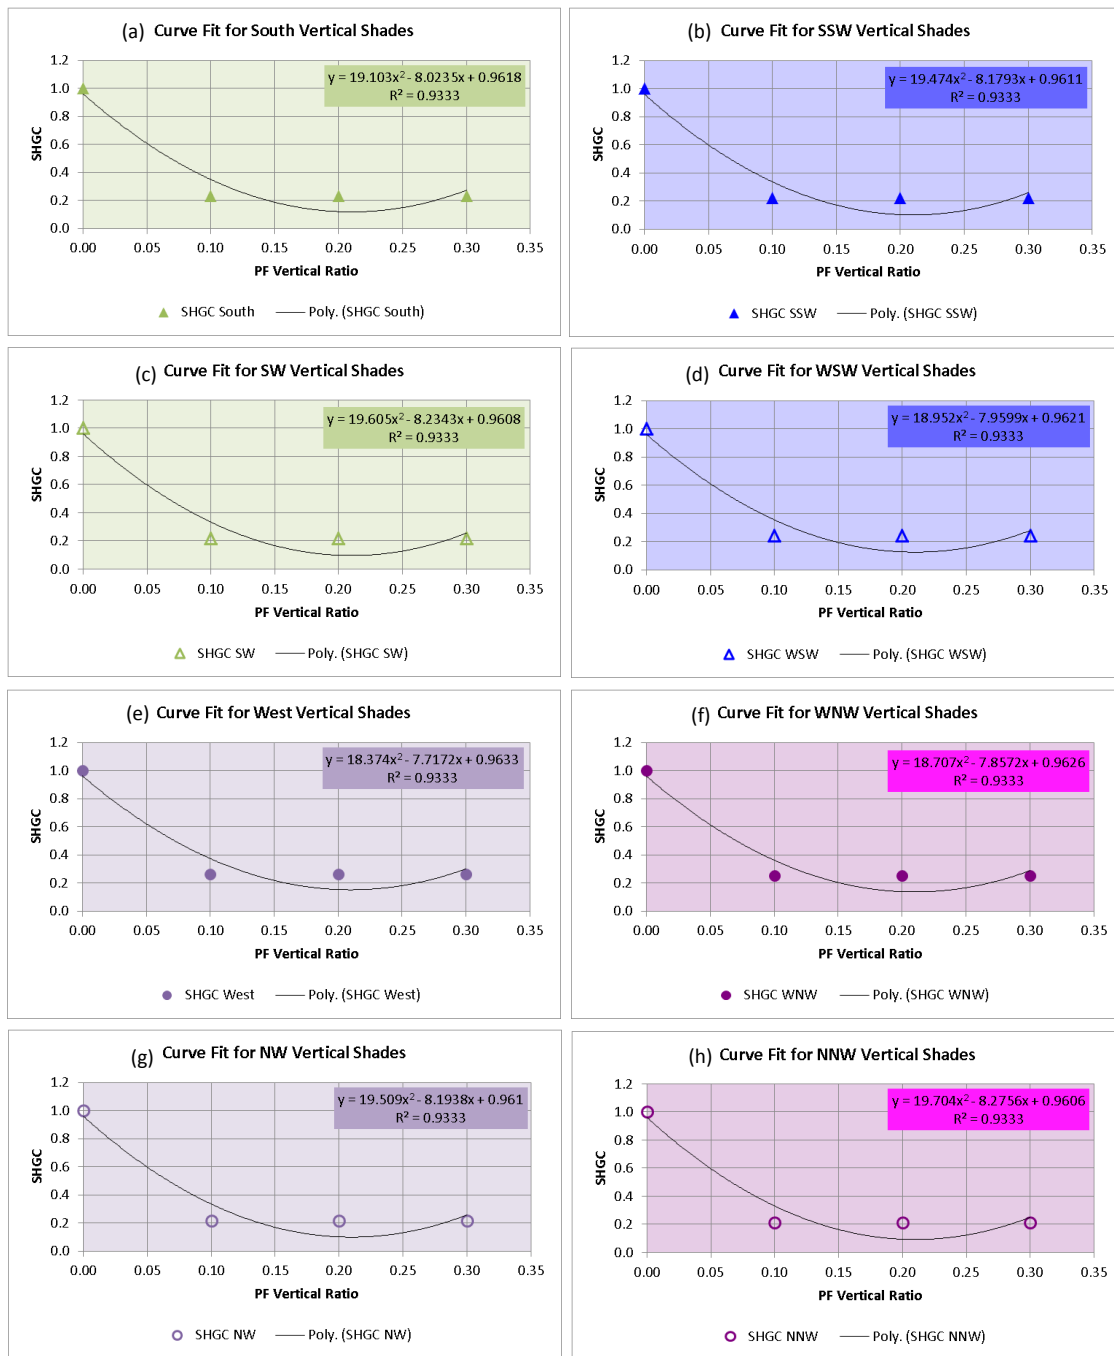 (a) Curve Fit for South Vertical Shades
y = 19.103x² - 8.0235x + 0.9618
R² = 0.9333
SHGC
1.2
1.0
0.8
0.6
0.4
0.2
0.0
0.00 0.05 0.10 0.15 0.20 0.25 0.30 0.35
PF Vertical Ratio
SHGC South Poly. (SHGC South)
(b) Curve Fit for SSW Vertical Shades
y = 19.474x² - 8.1793x + 0.9611
R² = 0.9333
SHGC
1.2
1.0
0.8
0.6
0.4
0.2
0.0
0.00 0.05 0.10 0.15 0.20 0.25 0.30 0.35
PF Vertical Ratio
SHGC SSW Poly. (SHGC SSW)
(c) Curve Fit for SW Vertical Shades
y = 19.605x² - 8.2343x + 0.9608
R² = 0.9333
SHGC
1.2
1.0
0.8
0.6
0.4
0.2
0.0
0.00 0.05 0.10 0.15 0.20 0.25 0.30 0.35
PF Vertical Ratio
SHGC SW Poly. (SHGC SW)
(d) Curve Fit for WSW Vertical Shades
y = 18.952x² - 7.9599x + 0.9621
R² = 0.9333
SHGC
1.2
1.0
0.8
0.6
0.4
0.2
0.0
0.00 0.05 0.10 0.15 0.20 0.25 0.30 0.35
PF Vertical Ratio
SHGC WSW Poly. (SHGC WSW)
(e) Curve Fit for West Vertical Shades
y = 18.374x² - 7.7172x + 0.9633
R² = 0.9333
SHGC
1.2
1.0
0.8
0.6
0.4
0.2
0.0
0.00 0.05 0.10 0.15 0.20 0.25 0.30 0.35
PF Vertical Ratio
SHGC West Poly. (SHGC West)
(f) Curve Fit for WNW Vertical Shades
y = 18.707x² - 7.8572x + 0.9626
R² = 0.9333
SHGC
1.2
1.0
0.8
0.6
0.4
0.2
0.0
0.00 0.05 0.10 0.15 0.20 0.25 0.30 0.35
PF Vertical Ratio
SHGC WNW Poly. (SHGC WNW)
(g) Curve Fit for NW Vertical Shades
y = 19.509x² - 8.1938x + 0.961
R² = 0.9333
SHGC
1.2
1.0
0.8
0.6
0.4
0.2
0.0
0.00 0.05 0.10 0.15 0.20 0.25 0.30 0.35
PF Vertical Ratio
SHGC NW Poly. (SHGC NW)
(h) Curve Fit for NNW Vertical Shades
y = 19.704x² - 8.2756x + 0.9606
R² = 0.9333
SHGC
1.2
1.0
0.8
0.6
0.4
0.2
0.0
0.00 0.05 0.10 0.15 0.20 0.25 0.30 0.35
PF Vertical Ratio
SHGC NNW Poly. (SHGC NNW)